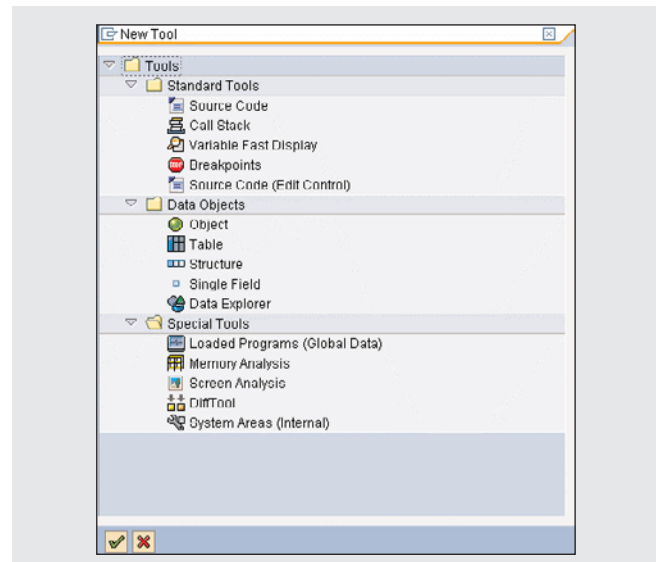 New Tool
Tools
Standard Tools
Source Code
Call Stack
Variable Fast Display
Breakpoints
Source Code (Edit Control)
Data Objects
Object
Table
Structure
Single Field
Data Explorer
Special Tools
Loaded Programs (Global Data)
Memory Analysis
Screen Analysis
DiffTool
System Areas (Internal)